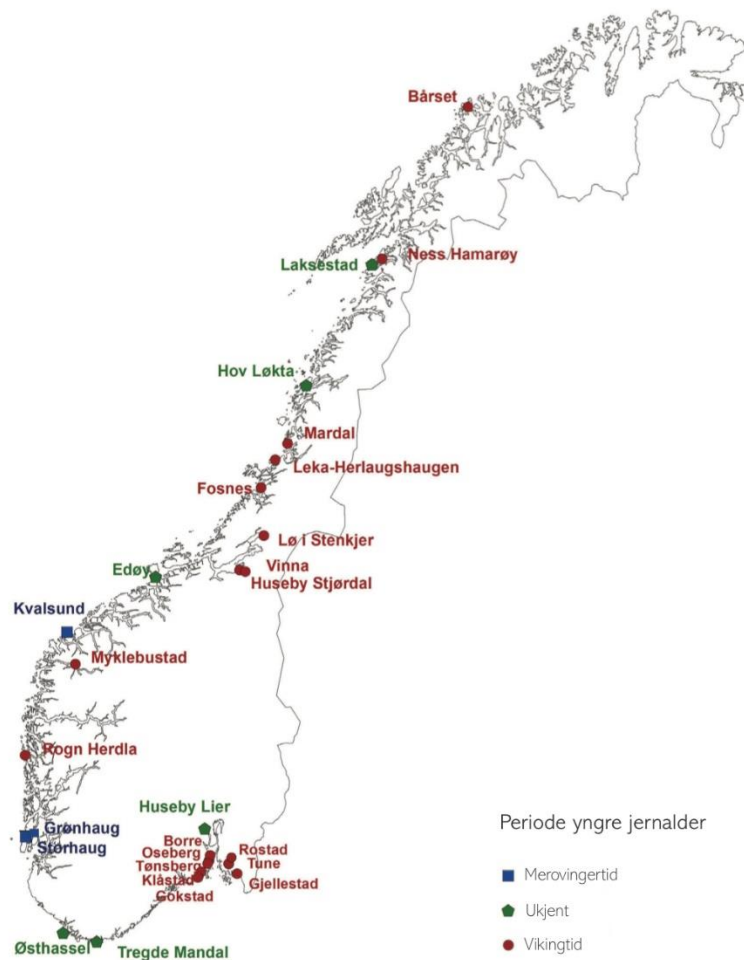 Bårset
Ness Hamarøy
Laksestad
Hov Løkta
Mardal
Leka-Herlaugshaugen
Fosnes
Lø i Stenkjer
Vinna
Edøy
Huseby Stjørdal
Kvalsund
Myklebustad
Rogn Herdla
Huseby Lier
Grønhaug
Storhaug
Borre
Oseberg
Tønsberg
Klåstad
Gokstad
Rostad
Tune
Gjellestad
Østhassel
Tregde Mandal
Periode yngre jernalder
Merovingertid
Ukjent
Vikingtid